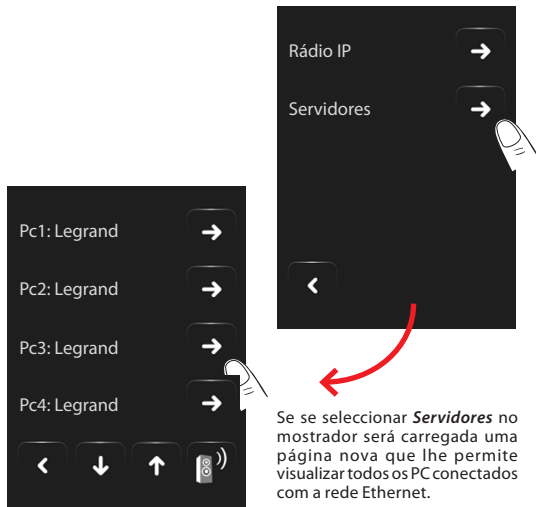 Rádio IP
Servidores
Pc1: Legrand
Pc2: Legrand
Pc3: Legrand
Pc4: Legrand
Se se seleccionar Servidores no
mostrador será carregada uma
página nova que lhe permite
visualizar todos os PC conectados
com a rede Ethernet.